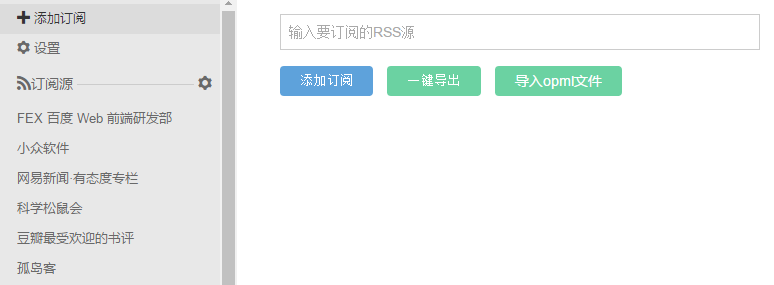 添加订阅
设置
订阅源
FEX 百度 Web 前端研发部
小众软件
网易新闻·有态度专栏
科学松鼠会
豆瓣最受欢迎的书评
孤岛客
输入要订阅的RSS源
添加订阅 一键导出 导入opml文件